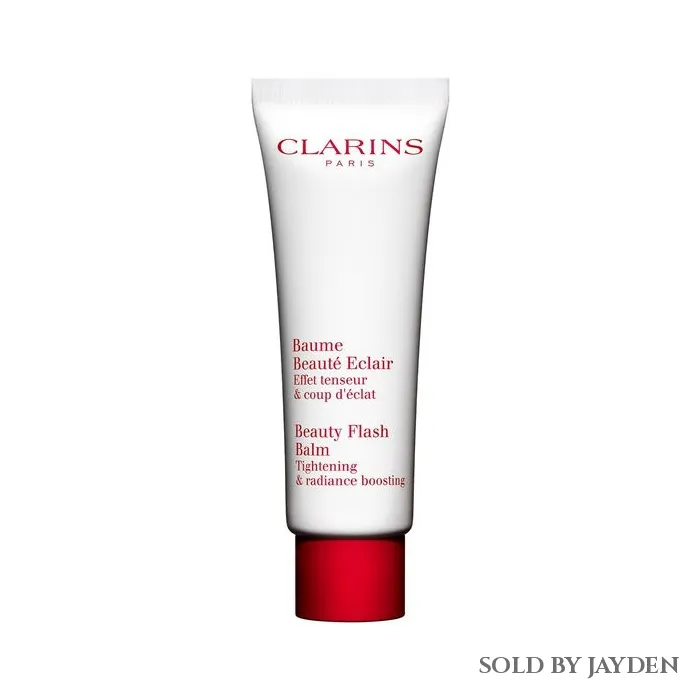 CLARINS
PARIS
Baume
Beauté Eclair
Effet tenseur
& coup d'éclat
Beauty Flash
Balm
Tightening
& radiance boosting
SOLD BY JAYDEN